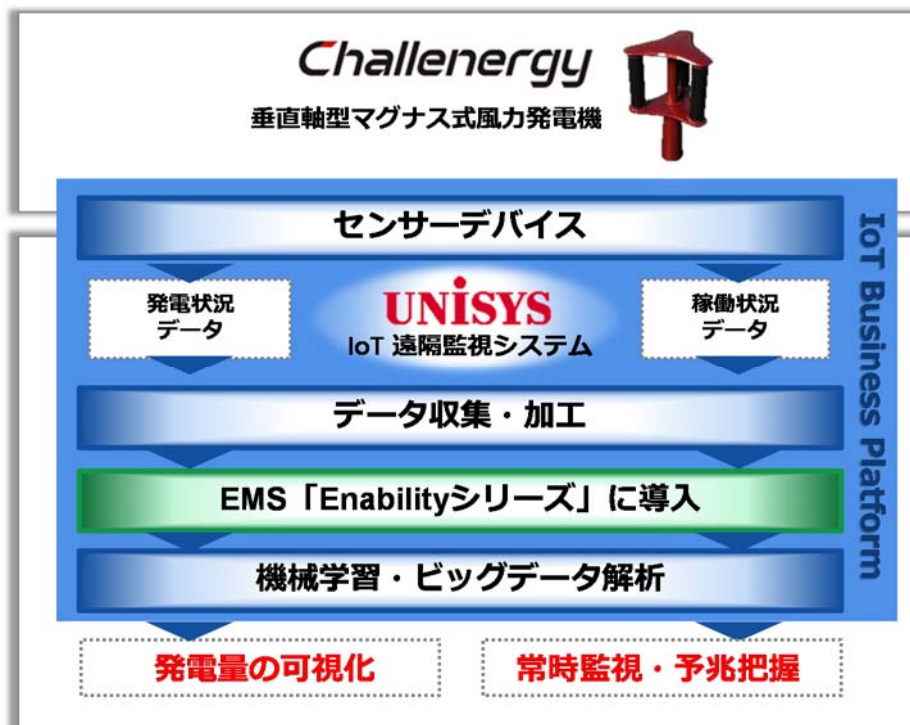 Challenergy
垂直軸型マグナス式風力発電機
センサーデバイス
発電状況
データ
UNiSYS
IoT 遠隔監視システム
稼働状況
データ
データ収集・加工
EMS「Enabilityシリーズ」に導入
機械学習・ビッグデータ解析
IoT Business Platform
発電量の可視化
常時監視・予兆把握